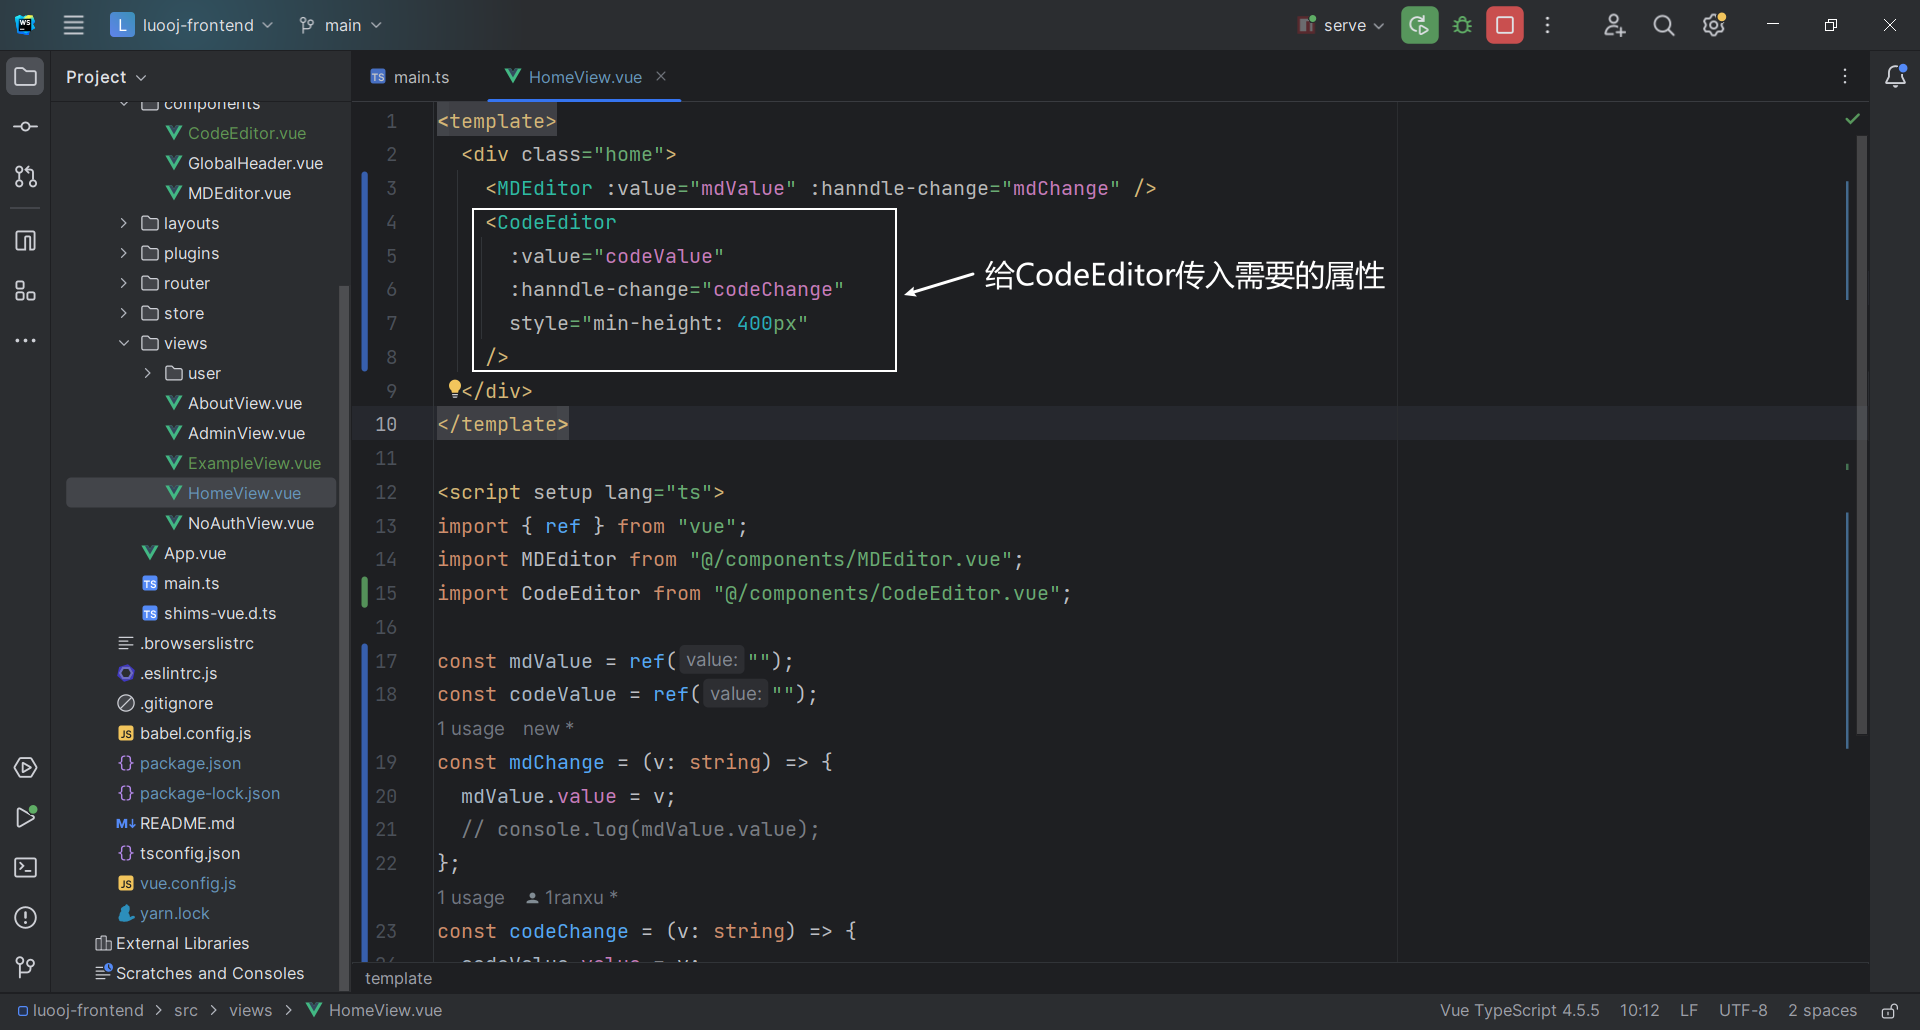 WS
L luooj-frontend
main
serve
Project
main.ts
HomeView.vue
components
CodeEditor.vue
GlobalHeader.vue
MDEditor.vue
layouts
plugins
router
store
views
user
AboutView.vue
AdminView.vue
ExampleView.vue
HomeView.vue
NoAuthView.vue
App.vue
TS main.ts
TS shims-vue.d.ts
.browserslistrc
.eslintrc.js
.gitignore
JS babel.config.js
{} package.json
{} package-lock.json
M↓ README.md
{} tsconfig.json
JS vue.config.js
yarn.lock
External Libraries
Scratches and Consoles
1 <template>
2 <div class="home">
3 <MDEditor :value="mdValue" :hanndle-change="mdChange" />
4 <CodeEditor
5 :value="codeValue"
6 :hanndle-change="codeChange"
7 style="min-height: 400px"
8 />
9 </div>
10 </template>
给CodeEditor传入需要的属性
11
12 <script setup lang="ts">
13 import { ref } from "vue";
14 import MDEditor from "@/components/MDEditor.vue";
15 import CodeEditor from "@/components/CodeEditor.vue";
16
17 const mdValue = ref( value: "");
18 const codeValue = ref( value: "");
1 usage new *
19 const mdChange = (v: string) => {
20 mdValue.value = v;
21 // console.log(mdValue.value);
22 };
1 usage 1ranxu *
23 const codeChange = (v: string) => {
24 codeValue.value = v;
template
luooj-frontend > src > views > HomeView.vue
Vue TypeScript 4.5.5 10:12 LF UTF-8 2 spaces